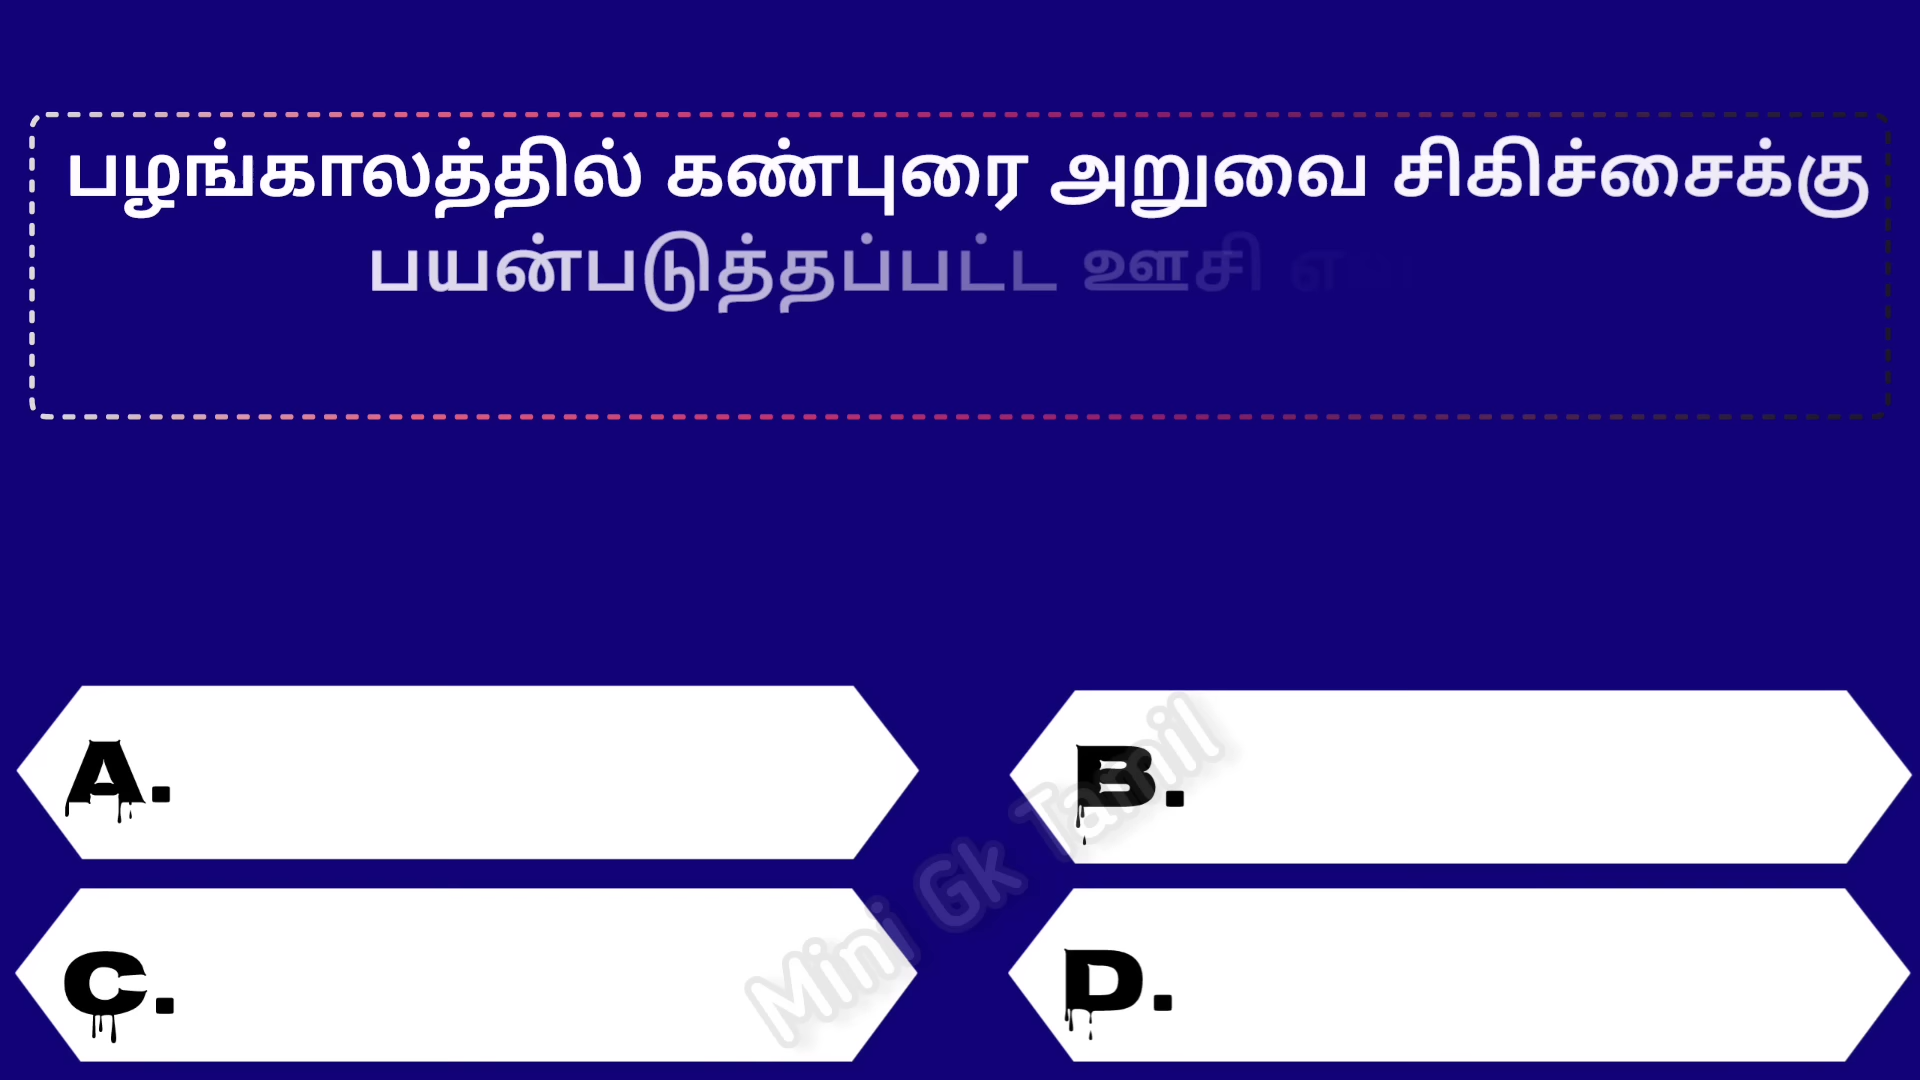 பழங்காலத்தில் கண்புரை அறுவை சிகிச்சைக்கு
பயன்படுத்தப்பட்ட ஊசி
A.
B.
C.
D.
Mini Gk Tamil